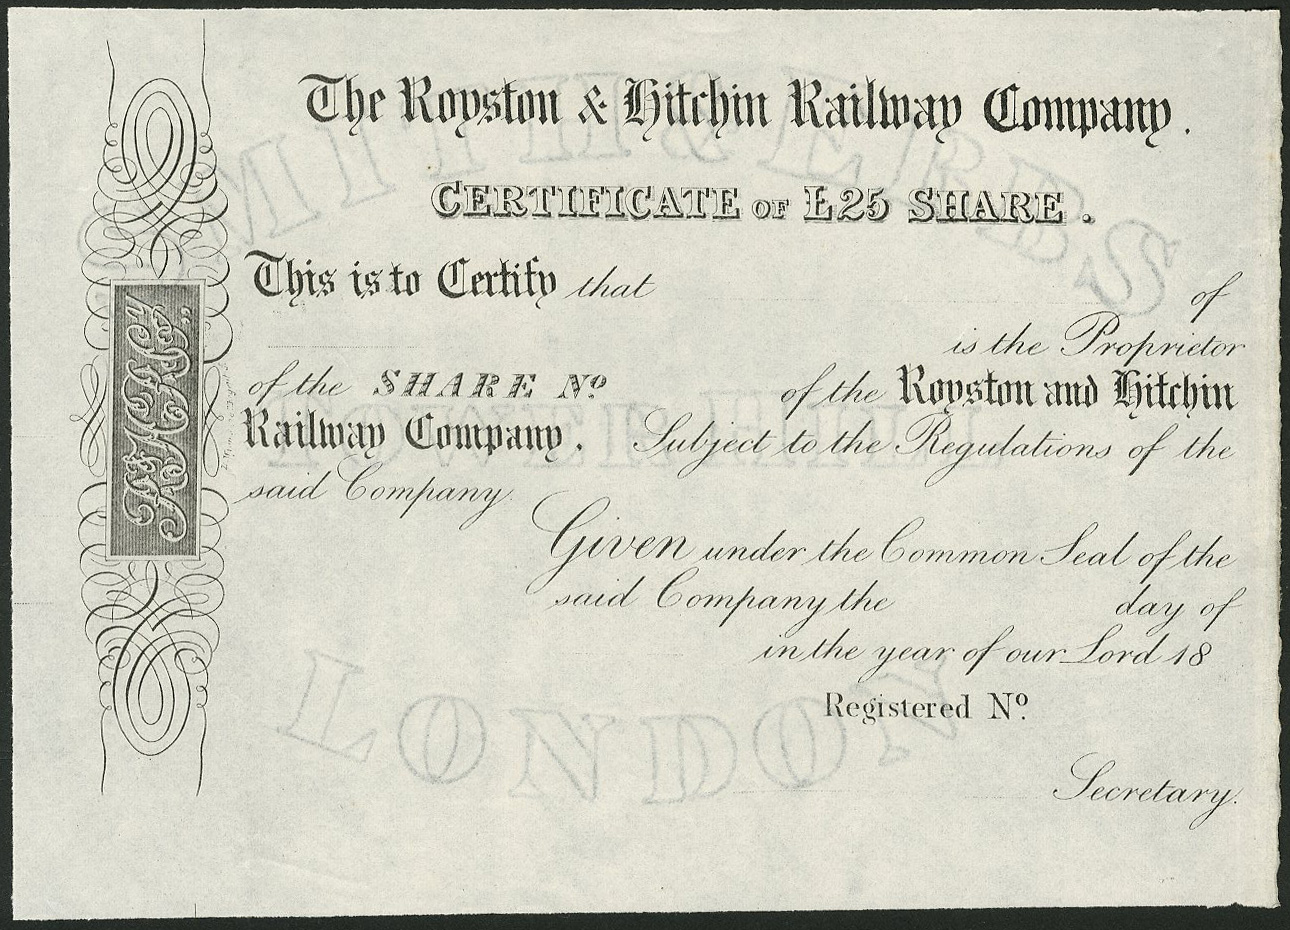 The Royston & Hitchin Railway Company.
CERTIFICATE OF £25 SHARE.
This is to Certify that of
is the Proprietor
of the SHARE No of the Royston and Hitchin
Railway Company. Subject to the Regulations of the
said Company.
Given under the Common Seal of the
said Company the day of
in the year of our Lord 18
Registered No.
Secretary.
R & H R Cy
SMITH & EBBS
TOWER HILL
LONDON